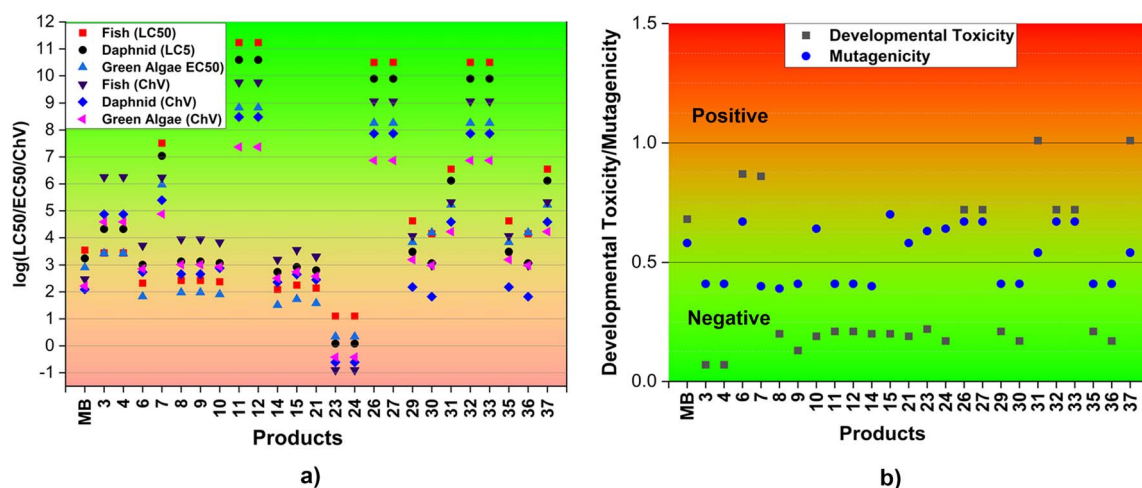 12
11
10
9
8
7
6
5
4
3
2
1
0
-1
log(LC50/EC50/ChV)
Fish (LC50)
Daphnid (LC5)
Green Algae EC50)
Fish (ChV)
Daphnid (ChV)
Green Algae (ChV)
MB 3 4 6 7 8 9 10 11 12 14 15 21 23 24 26 27 29 30 31 32 33 35 36 37
Products
a)
1.5
1.0
0.5
0.0
Developmental Toxicity/Mutagenicity
Developmental Toxicity
Mutagenicity
Positive
Negative
MB 3 4 6 7 8 9 10 11 12 14 15 21 23 24 26 27 29 30 31 32 33 35 36 37
Products
b)